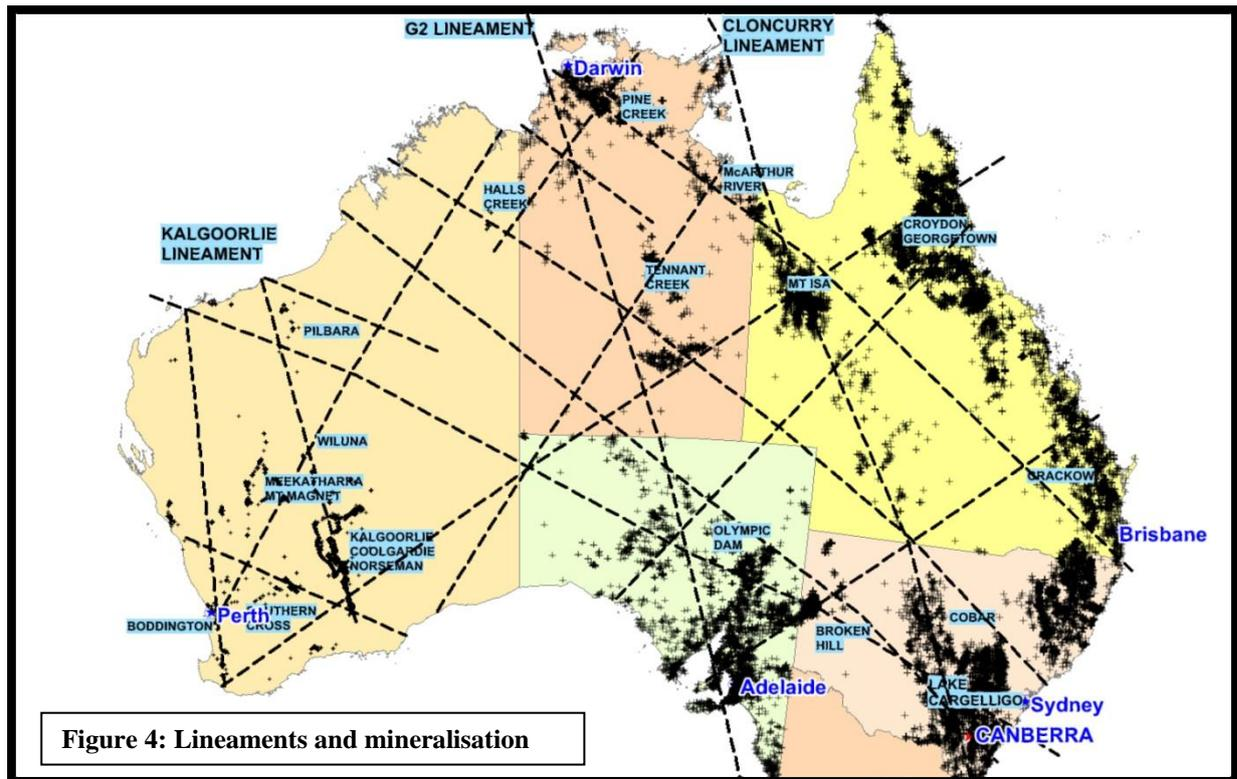 G2 LINEAMENT
CLONCURRY
LINEAMENT
Darwin
PINE
CREEK
McARTHUR
RIVER
HALLS
CREEK
CROYDON
GEORGETOWN
KALGOORLIE
LINEAMENT
TENNANT
CREEK
MT ISA
PILBARA
WILUNA
MEEKATHARRA
MT MAGNET
CRACKOW
KALGOORLIE
COOLGARDIE
NORSEMAN
OLYMPIC
DAM
Brisbane
Perth
SOUTHERN
CROSS
BODDINGTON
BROKEN
HILL
COBAR
Adelaide
LAKE
CARGELLIGO
Sydney
CANBERRA
Figure 4: Lineaments and mineralisation